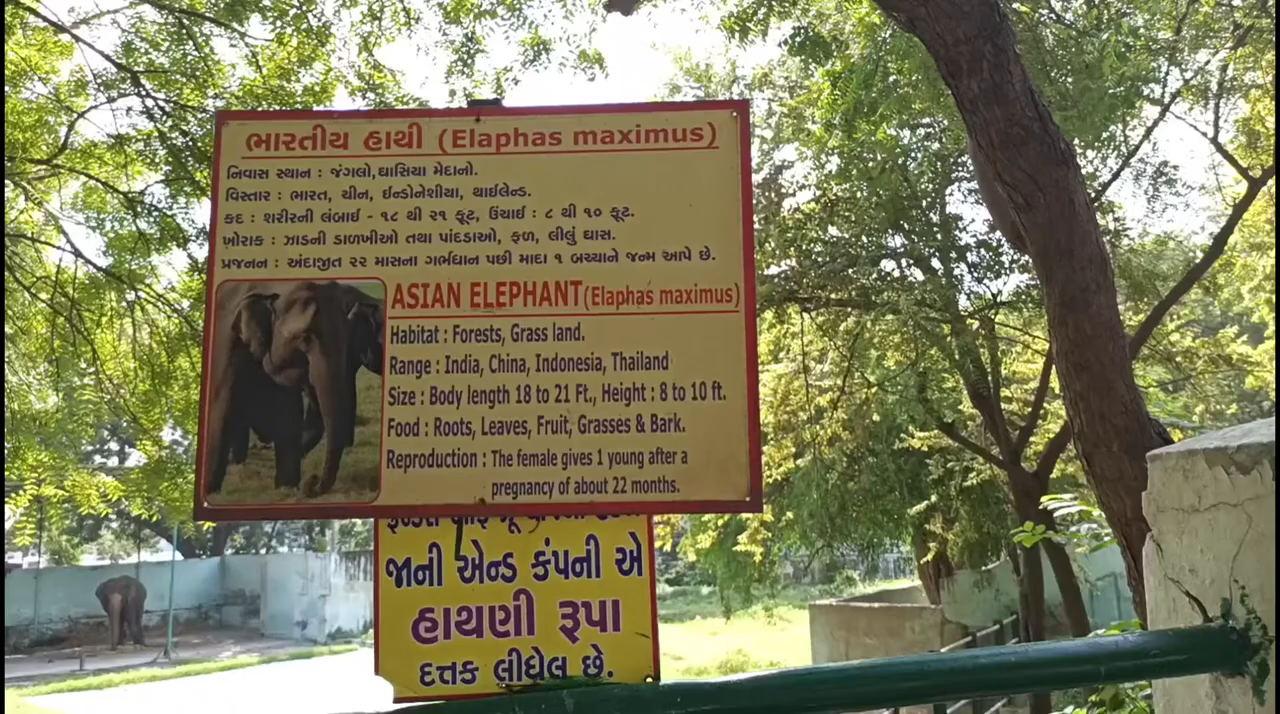 ભારતીય હાથી (Elaphas maximus)
નિવાસ સ્થાન : જંગલો,ઘાસિયા મેદાનો.
વિસ્તાર : ભારત, ચીન, ઈન્ડોનેશીયા, થાઈલેન્ડ.
કદ : શરીરની લંબાઈ - ૧૮ થી ૨૧ ફૂટ, ઉંચાઈ : ૮ થી ૧૦ ફૂટ.
ખોરાક : ઝાડની ડાળખીઓ તથા પાંદડાઓ, ફળ, લીલું ઘાસ.
પ્રજનન : અંદાજીત ૨૨ માસના ગર્ભધાન પછી માદા ૧ બચ્ચાને જન્મ આપે છે.
ASIAN ELEPHANT (Elaphas maximus)
Habitat : Forests, Grass land.
Range : India, China, Indonesia, Thailand
Size : Body length 18 to 21 Ft., Height : 8 to 10 ft.
Food : Roots, Leaves, Fruit, Grasses & Bark.
Reproduction : The female gives 1 young after a
pregnancy of about 22 months.
જાની એન્ડ કંપની એ
હાથણી રૂપા
દત્તક લીધેલ છે.